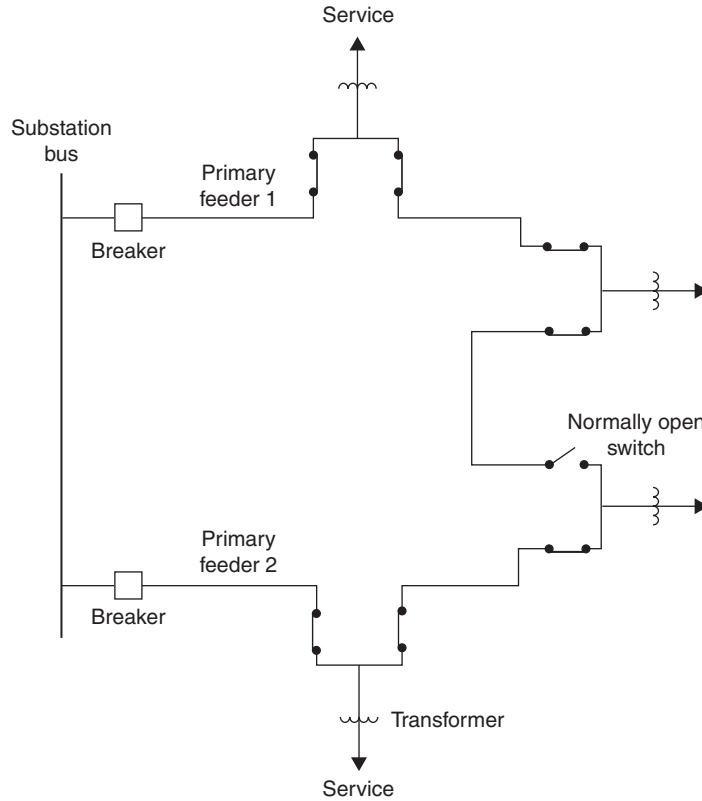 Service
Substation
bus
Primary
feeder 1
Breaker
Normally open
switch
Primary
feeder 2
Breaker
Transformer
Service